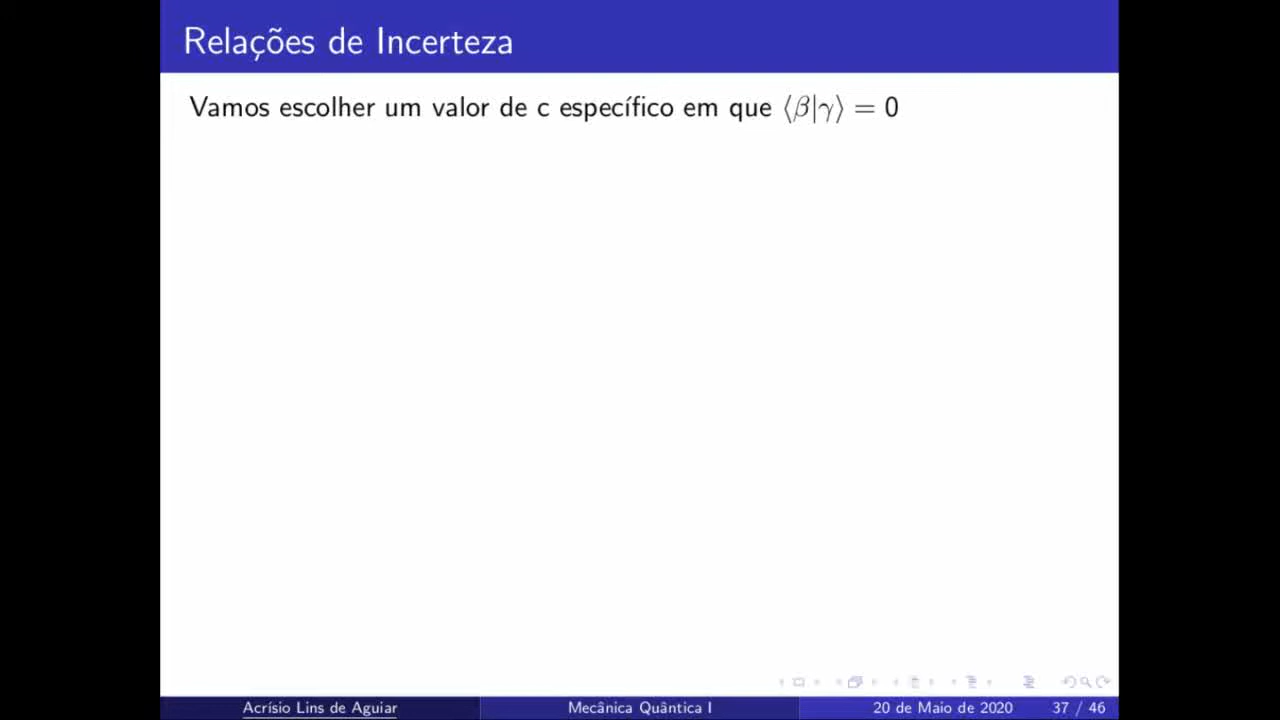 Relações de Incerteza
Vamos escolher um valor de c específico em que ⟨β|γ⟩ = 0
Acrísio Lins de Aguiar
Mecânica Quântica I
20 de Maio de 2020
37 / 46